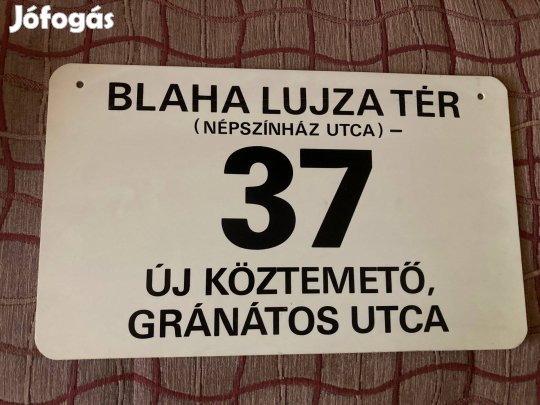 Jófogás
BLAHA LUJZA TÉR
(NÉPSZÍNHÁZ UTCA) –
37
ÚJ KÖZTEMETŐ,
GRÁNÁTOS UTCA